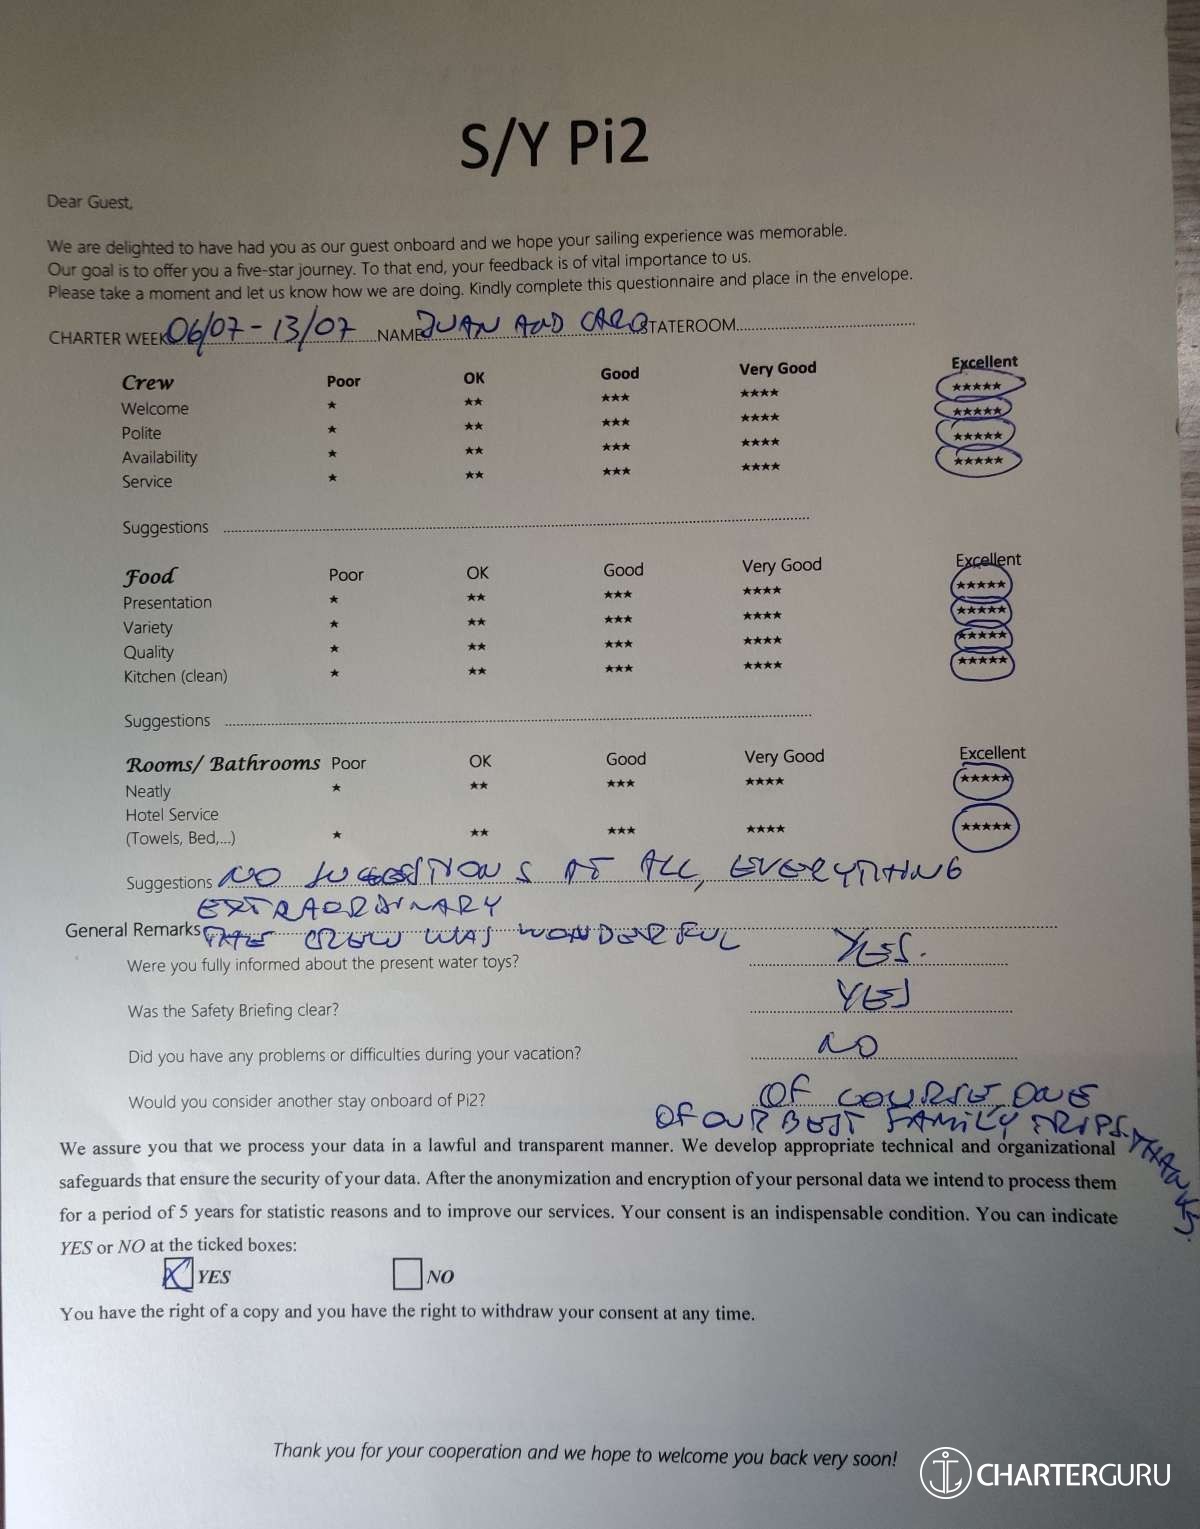 S/Y Pi2
Dear Guest,
We are delighted to have had you as our guest onboard and we hope your sailing experience was memorable.
Our goal is to offer you a five-star journey. To that end, your feedback is of vital importance to us.
Please take a moment and let us know how we are doing. Kindly complete this questionnaire and place in the envelope.
CHARTER WEEK 06/07 - 13/07 NAME JUAN AND CARO STATEROOM
Crew Poor OK Good Very Good Excellent
Welcome ★ ★★ ★★★ ★★★★ ★★★★★
Polite ★ ★★ ★★★ ★★★★ ★★★★★
Availability ★ ★★ ★★★ ★★★★ ★★★★★
Service ★ ★★ ★★★ ★★★★ ★★★★★
Suggestions
Food Poor OK Good Very Good Excellent
Presentation ★ ★★ ★★★ ★★★★ ★★★★★
Variety ★ ★★ ★★★ ★★★★ ★★★★★
Quality ★ ★★ ★★★ ★★★★ ★★★★★
Kitchen (clean) ★ ★★ ★★★ ★★★★ ★★★★★
Suggestions
Rooms/ Bathrooms Poor OK Good Very Good Excellent
Neatly ★ ★★ ★★★ ★★★★ ★★★★★
Hotel Service
(Towels, Bed,...) ★ ★★ ★★★ ★★★★ ★★★★★
Suggestions NO SUGGESTIONS AT ALL, EVERYTHING
EXTRAORDINARY
General Remarks THE CREW WAS WONDERFUL
Were you fully informed about the present water toys? YES.
Was the Safety Briefing clear? YES
Did you have any problems or difficulties during your vacation? NO
Would you consider another stay onboard of Pi2? OF COURSE, ONE
OF OUR BEST FAMILY TRIPS. THANKS.
We assure you that we process your data in a lawful and transparent manner. We develop appropriate technical and organizational
safeguards that ensure the security of your data. After the anonymization and encryption of your personal data we intend to process them
for a period of 5 years for statistic reasons and to improve our services. Your consent is an indispensable condition. You can indicate
YES or NO at the ticked boxes:
YES NO
You have the right of a copy and you have the right to withdraw your consent at any time.
Thank you for your cooperation and we hope to welcome you back very soon!
CHARTERGURU